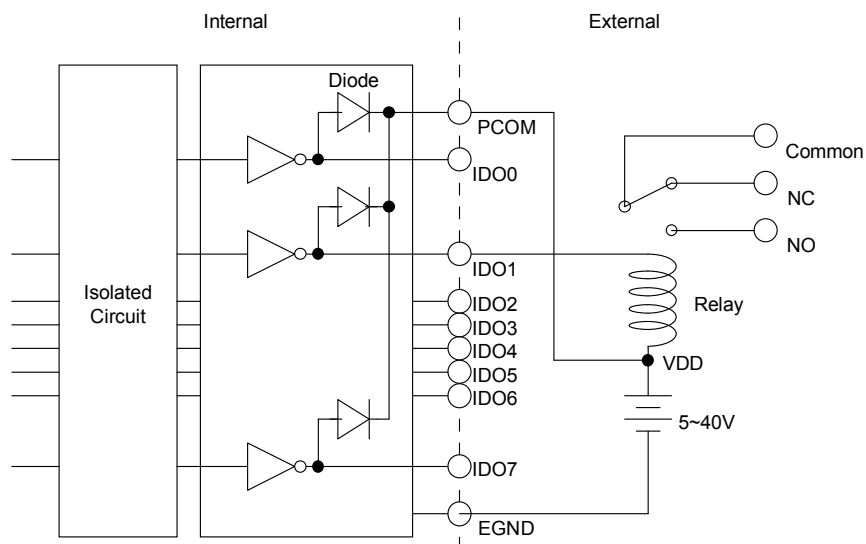 Internal
External
Diode
PCOM
Common
IDO0
NC
NO
IDO1
Isolated
Circuit
IDO2
IDO3
IDO4
IDO5
IDO6
Relay
VDD
5~40V
IDO7
EGND